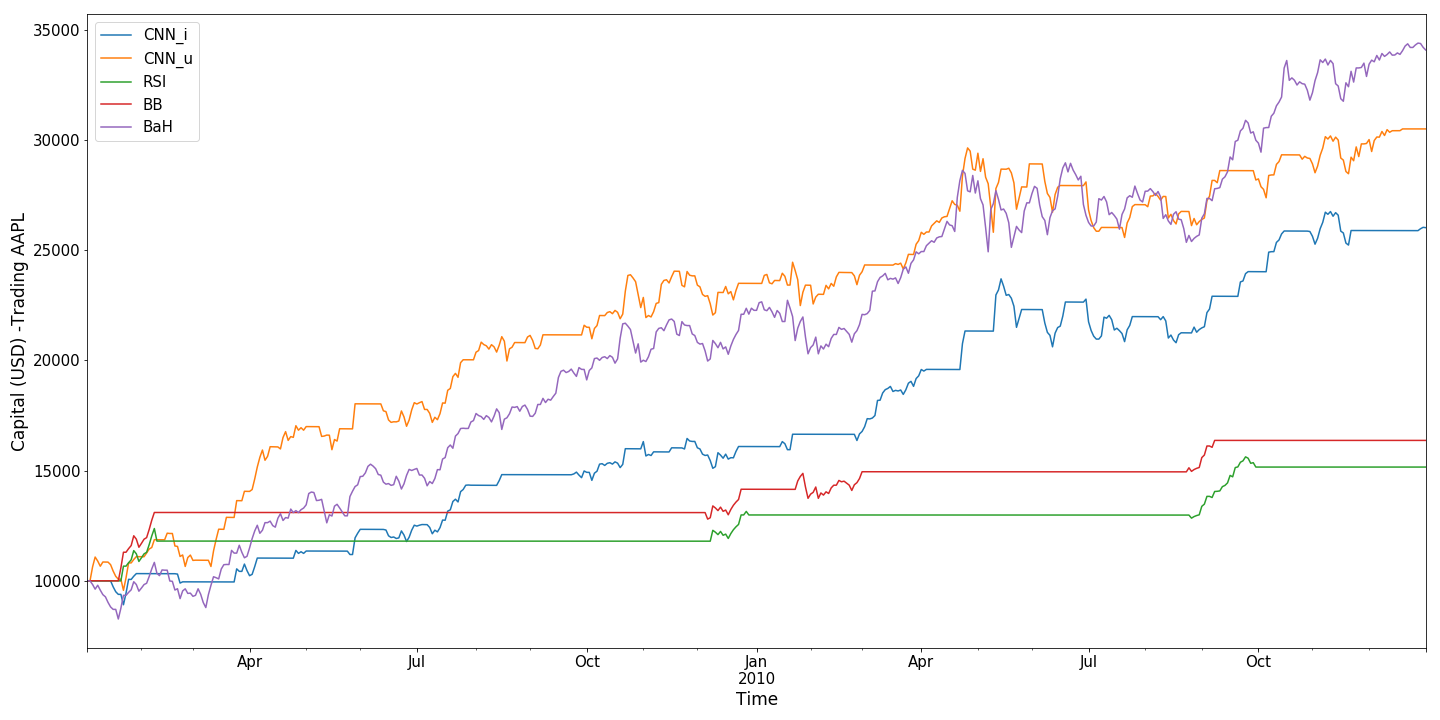 CNN_i
CNN_u
RSI
BB
BaH
35000
30000
25000
20000
15000
10000
Capital (USD) -Trading AAPL
Apr
Jul
Oct
Jan
2010
Apr
Jul
Oct
Time